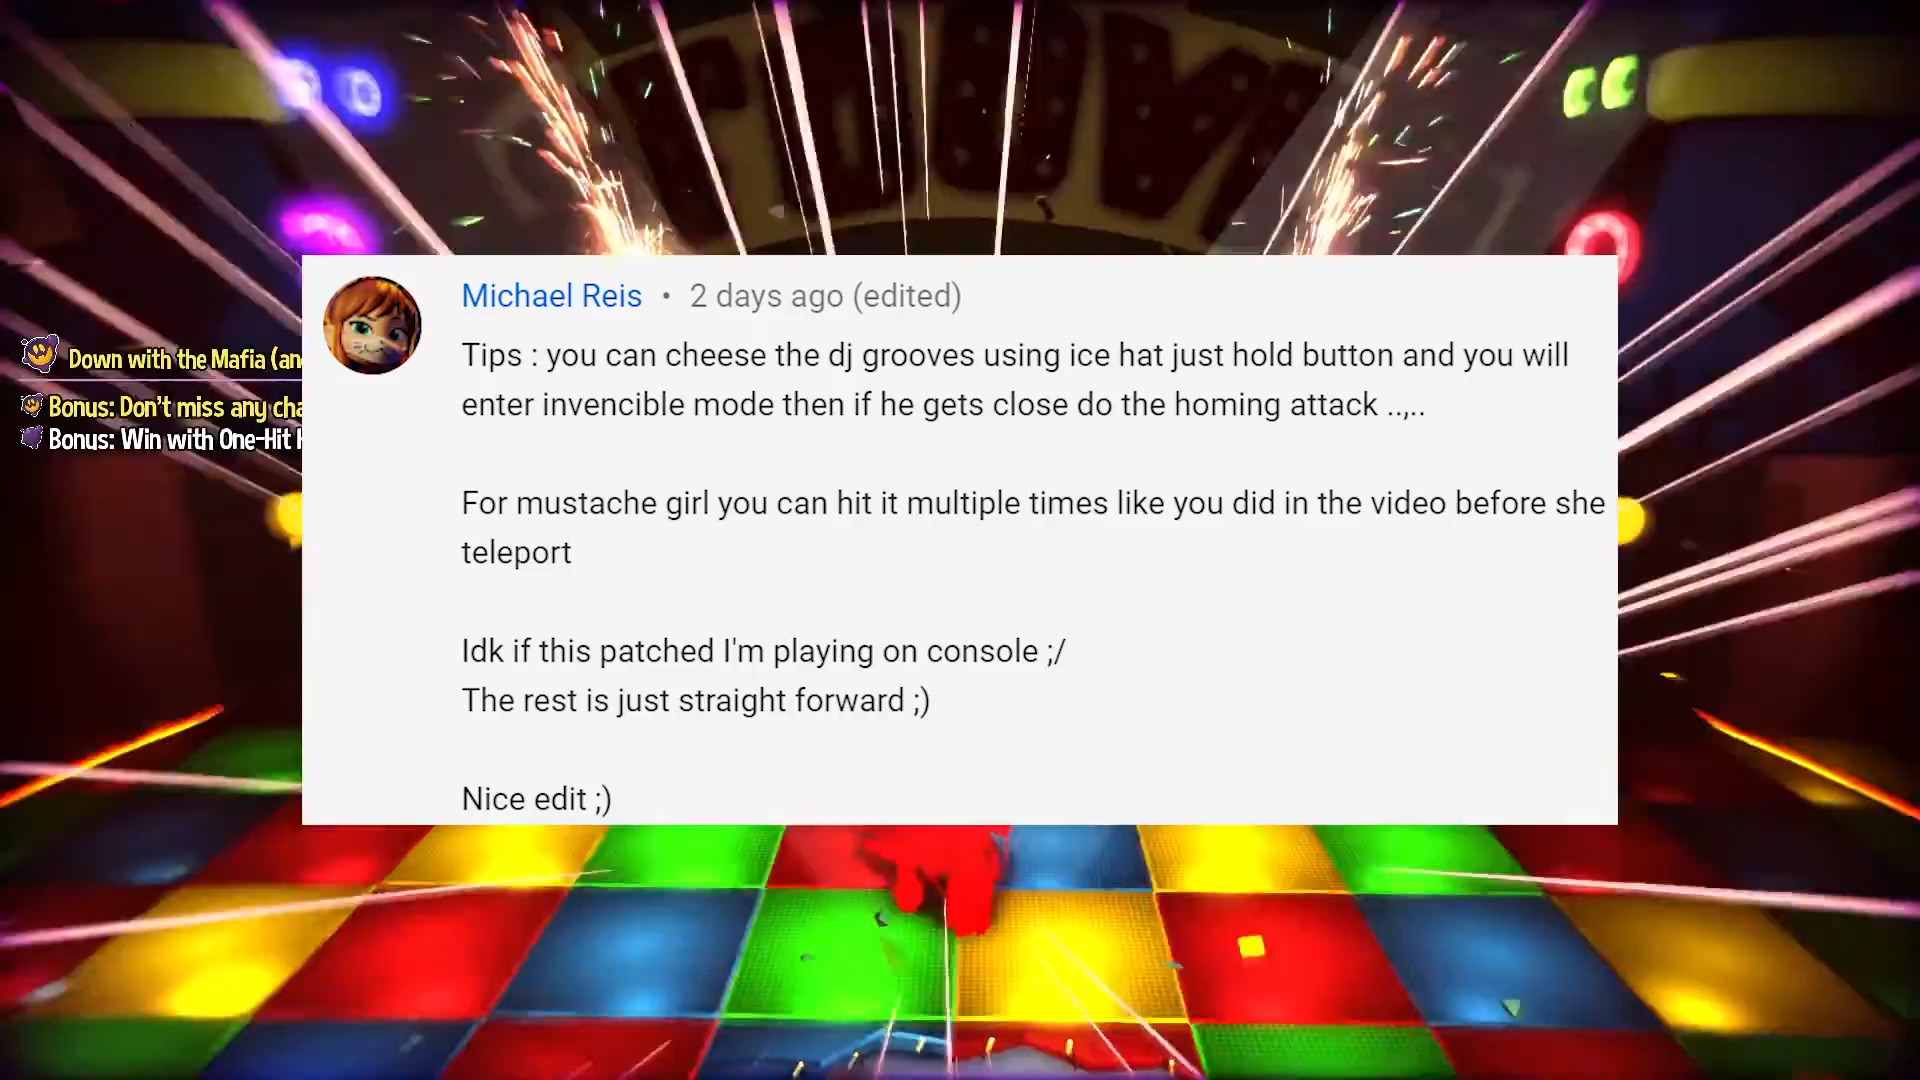 Michael Reis • 2 days ago (edited)
Tips : you can cheese the dj grooves using ice hat just hold button and you will
enter invencible mode then if he gets close do the homing attack ..,..
For mustache girl you can hit it multiple times like you did in the video before she
teleport
Idk if this patched I'm playing on console ;/
The rest is just straight forward ;)
Nice edit ;)
Down with the Mafia (an
Bonus: Don't miss any cha
Bonus: Win with One-Hit